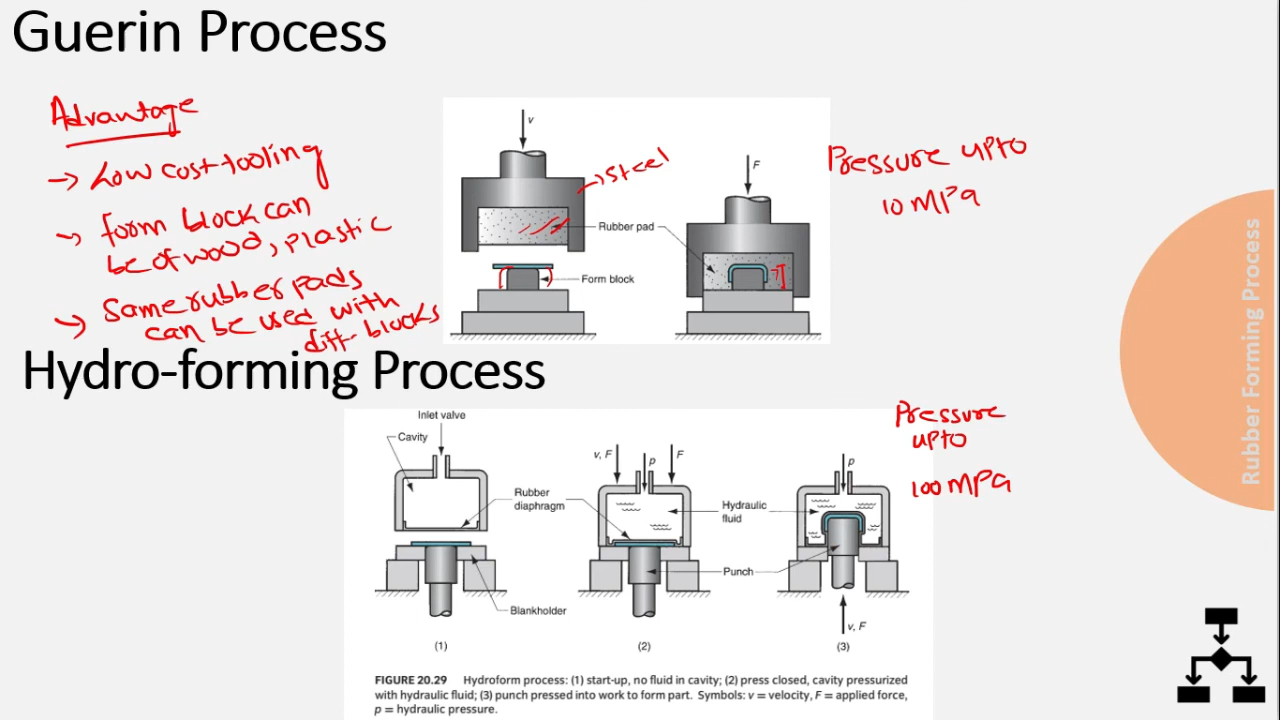 Guerin Process
Advantage
→ Low cost tooling
→ form block can
be of wood, plastic
→ Same rubber pads
can be used with
diff- blocks
v
Steel
Rubber pad
Form block
F
Pressure upto
10 MPa
Hydro-forming Process
Inlet valve
Cavity
Rubber
diaphragm
Blankholder
(1)
v, F
p
F
Hydraulic
fluid
Punch
(2)
p
v, F
(3)
Pressure
upto
100 MPa
FIGURE 20.29 Hydroform process: (1) start-up, no fluid in cavity; (2) press closed, cavity pressurized
with hydraulic fluid; (3) punch pressed into work to form part. Symbols: v = velocity, F = applied force,
p = hydraulic pressure.
Rubber Forming Process